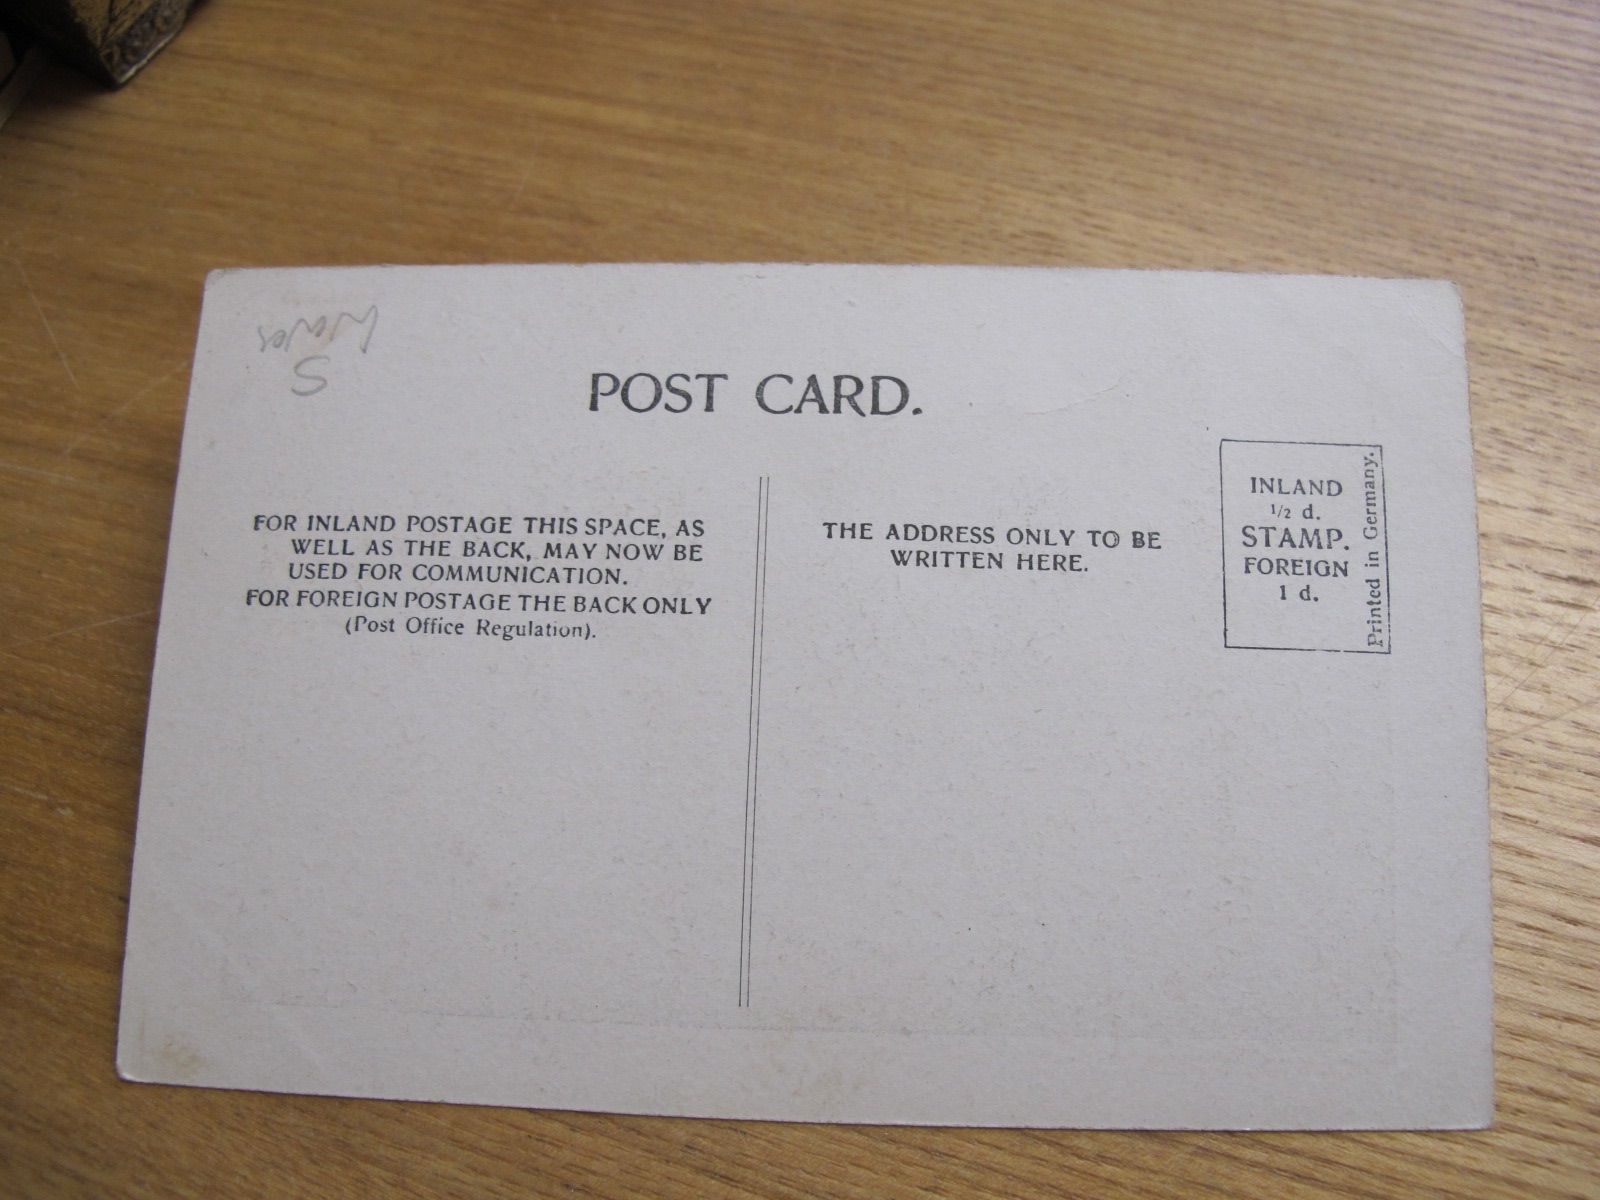 S
Wales
POST CARD.
FOR INLAND POSTAGE THIS SPACE, AS
WELL AS THE BACK, MAY NOW BE
USED FOR COMMUNICATION.
FOR FOREIGN POSTAGE THE BACK ONLY
(Post Office Regulation).
THE ADDRESS ONLY TO BE
WRITTEN HERE.
INLAND
1/2 d.
STAMP.
FOREIGN
1 d.
Printed in Germany.